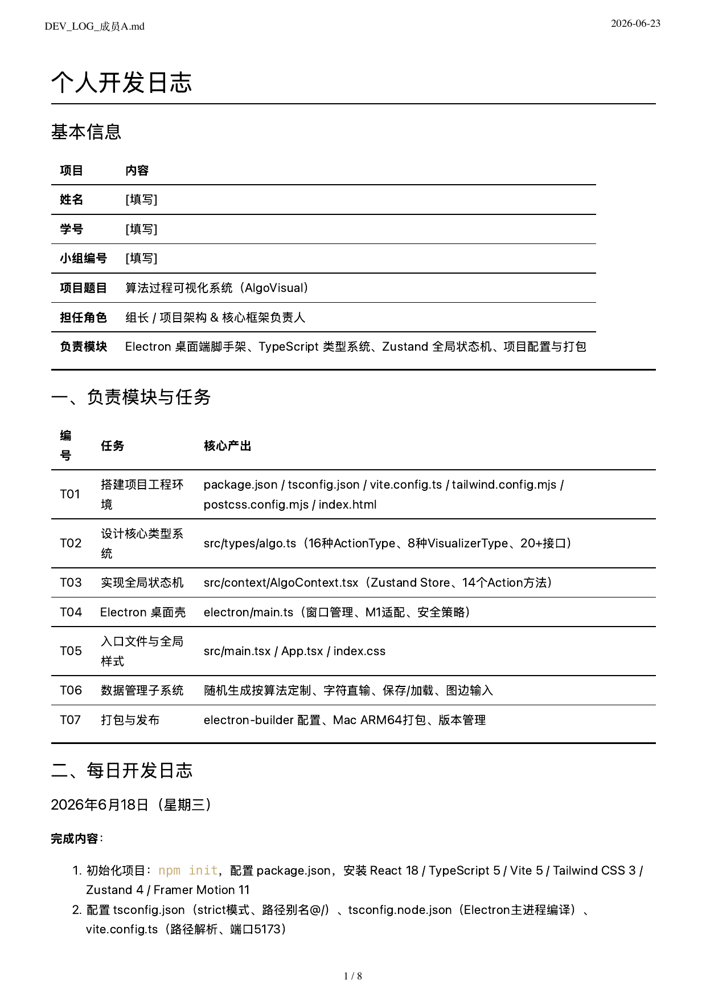 DEV_LOG_成员A.md
2026-06-23
个人开发日志
基本信息
项目 内容
姓名 [填写]
学号 [填写]
小组编号 [填写]
项目题目 算法过程可视化系统（AlgoVisual）
担任角色 组长 / 项目架构 & 核心框架负责人
负责模块 Electron 桌面端脚手架、TypeScript 类型系统、Zustand 全局状态机、项目配置与打包
一、负责模块与任务
编
号
任务 核心产出
T01
搭建项目工程环
境
package.json / tsconfig.json / vite.config.ts / tailwind.config.mjs /
postcss.config.mjs / index.html
T02
设计核心类型系
统
src/types/algo.ts（16种ActionType、8种VisualizerType、20+接口）
T03 实现全局状态机 src/context/AlgoContext.tsx（Zustand Store、14个Action方法）
T04 Electron 桌面壳 electron/main.ts（窗口管理、M1适配、安全策略）
T05
入口文件与全局
样式
src/main.tsx / App.tsx / index.css
T06 数据管理子系统 随机生成按算法定制、字符直输、保存/加载、图边输入
T07 打包与发布 electron-builder 配置、Mac ARM64打包、版本管理
二、每日开发日志
2026年6月18日（星期三）
完成内容：
1. 初始化项目：npm init，配置 package.json，安装 React 18 / TypeScript 5 / Vite 5 / Tailwind CSS 3 /
Zustand 4 / Framer Motion 11
2. 配置 tsconfig.json（strict模式、路径别名@/）、tsconfig.node.json（Electron主进程编译）、
vite.config.ts（路径解析、端口5173）
1 / 8